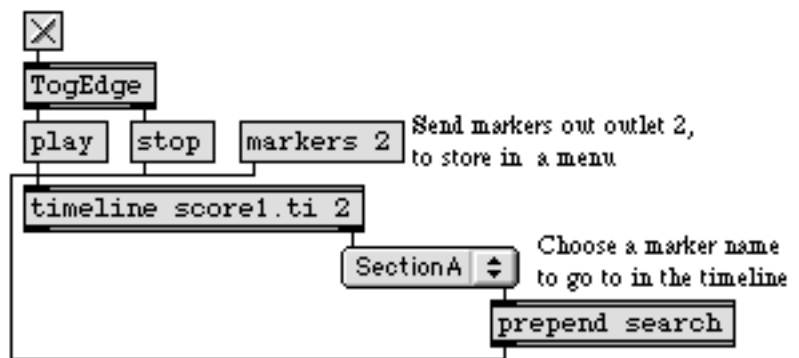 TogEdge
play
stop
markers 2
Send markers out outlet 2,
to store in a menu
timeline score1.ti 2
SectionA
Choose a marker name
to go to in the timeline
prepend search